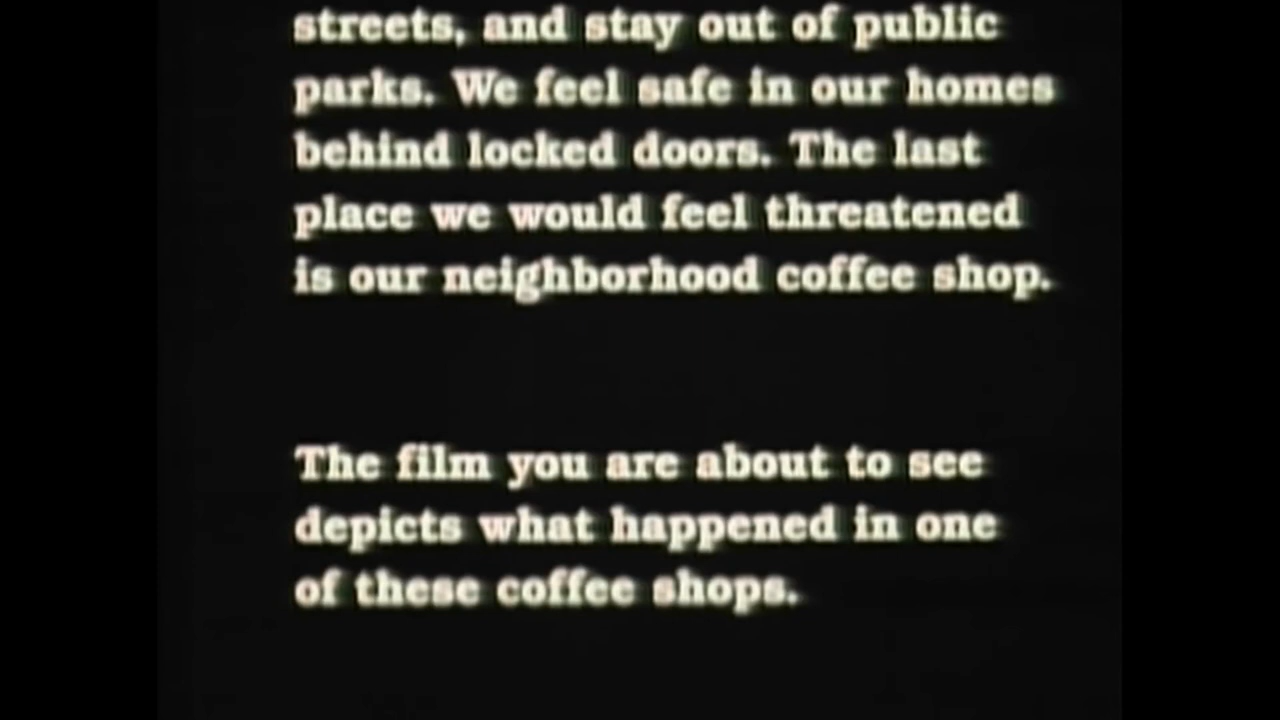 streets, and stay out of public
parks. We feel safe in our homes
behind locked doors. The last
place we would feel threatened
is our neighborhood coffee shop.
The film you are about to see
depicts what happened in one
of these coffee shops.